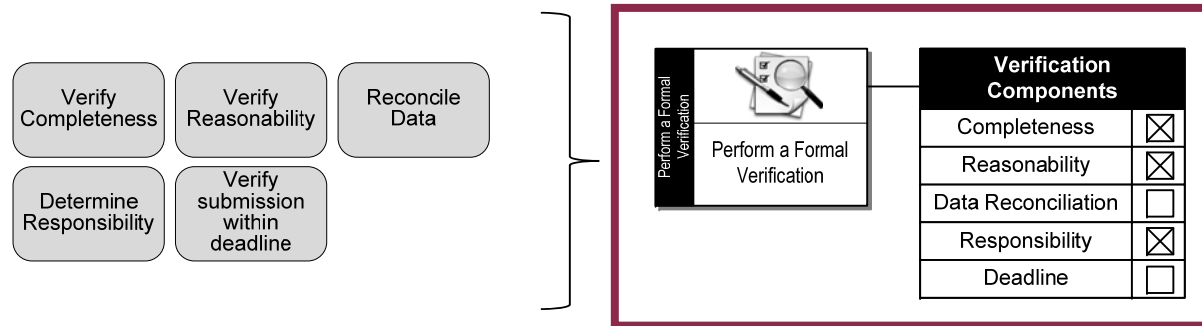 Verify
Completeness
Verify
Reasonability
Reconcile
Data
Determine
Responsibility
Verify
submission
within
deadline
Perform a Formal
Verification
Perform a Formal
Verification
Verification
Components
Completeness
Reasonability
Data Reconciliation
Responsibility
Deadline